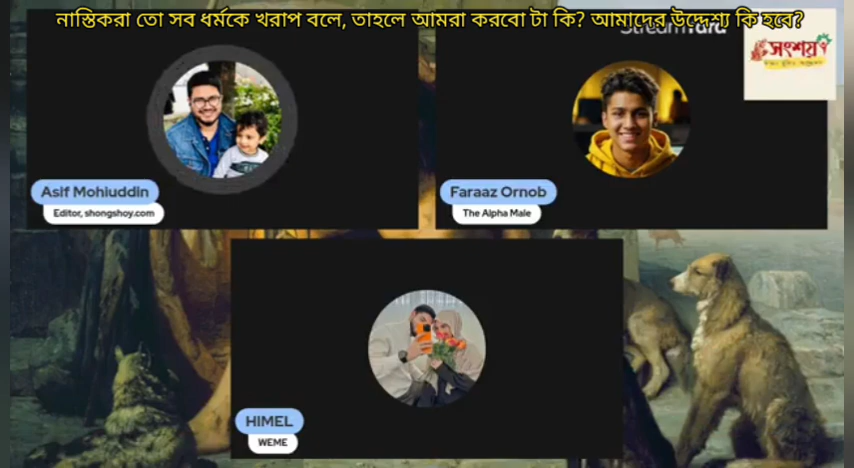 নাস্তিকরা তো সব ধর্মকে খরাপ বলে, তাহলে আমরা করবো টা কি? আমাদের উদ্দেশ্য কি হবে?
StreamYard
সংশয়
Asif Mohiuddin
Editor, shongshoy.com
Faraaz Ornob
The Alpha Male
HIMEL
WEME